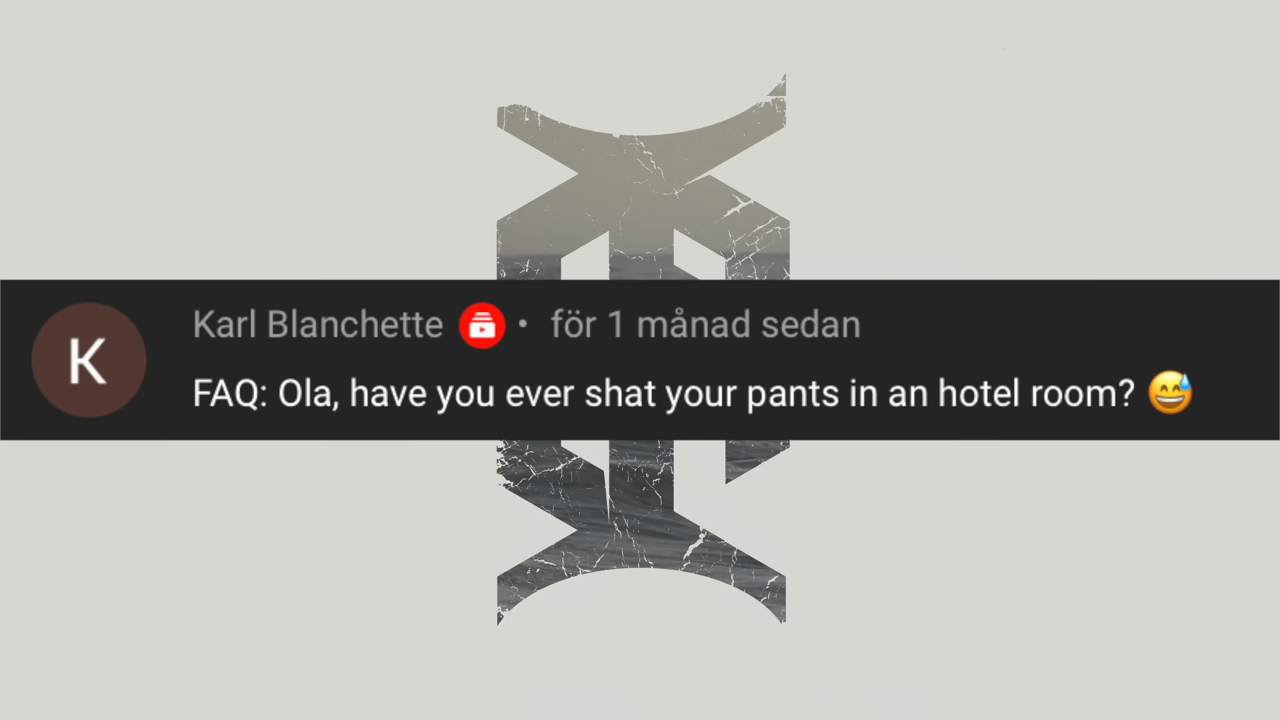 K
Karl Blanchette • för 1 månad sedan
FAQ: Ola, have you ever shat your pants in an hotel room? 😅